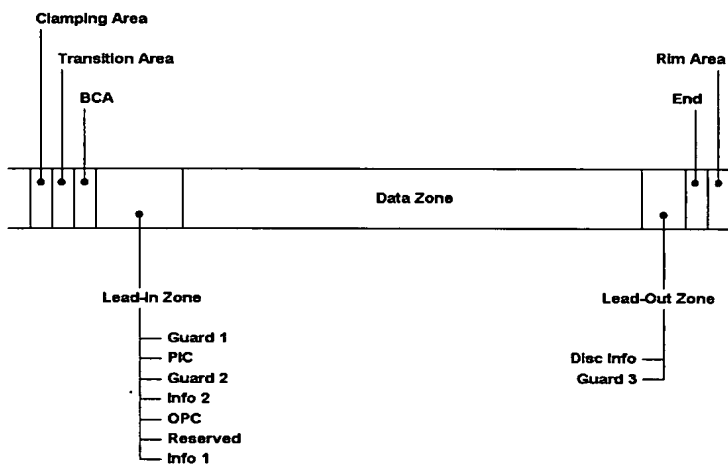 Clamping Area
Transition Area
BCA
Rim Area
End
Data Zone
Lead-In Zone
Guard 1
PIC
Guard 2
Info 2
OPC
Reserved
Info 1
Lead-Out Zone
Disc Info
Guard 3